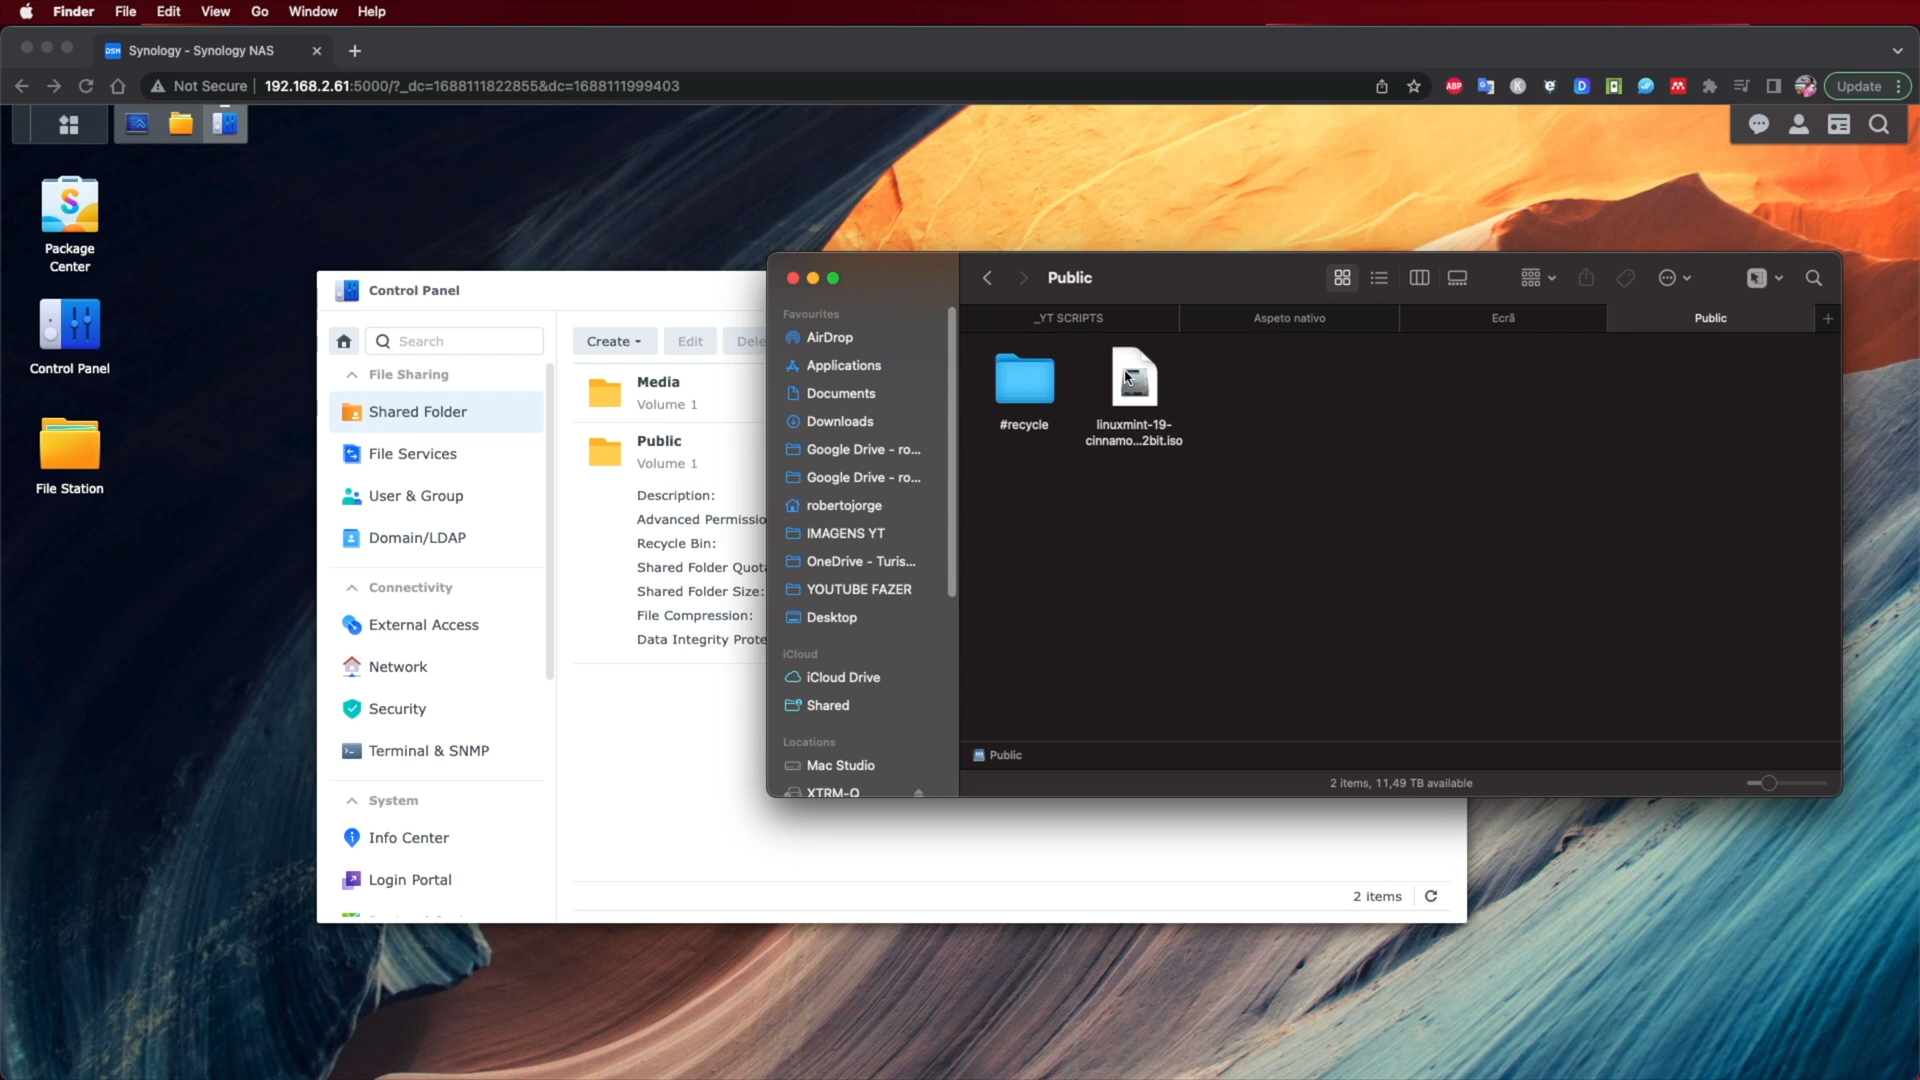 Finder File Edit View Go Window Help
DSM Synology - Synology NAS
Not Secure 192.168.2.61:5000/?_dc=1688111822855&dc=1688111999403
ABP
Update
Package
Center
Control Panel
File Station
Control Panel
Search
File Sharing
Shared Folder
File Services
User & Group
Domain/LDAP
Connectivity
External Access
Network
Security
Terminal & SNMP
System
Info Center
Login Portal
Create Edit Dele
Media
Volume 1
Public
Volume 1
Description:
Advanced Permissio
Recycle Bin:
Shared Folder Quota
Shared Folder Size:
File Compression:
Data Integrity Prote
2 items
Favourites
AirDrop
Applications
Documents
Downloads
Google Drive - ro...
Google Drive - ro...
robertojorge
IMAGENS YT
OneDrive - Turis...
YOUTUBE FAZER
Desktop
iCloud
iCloud Drive
Shared
Locations
Mac Studio
XTRM-Q
Public
_YT SCRIPTS Aspeto nativo Ecrã Public
#recycle
linuxmint-19-
cinnamo...2bit.iso
Public
2 items, 11,49 TB available